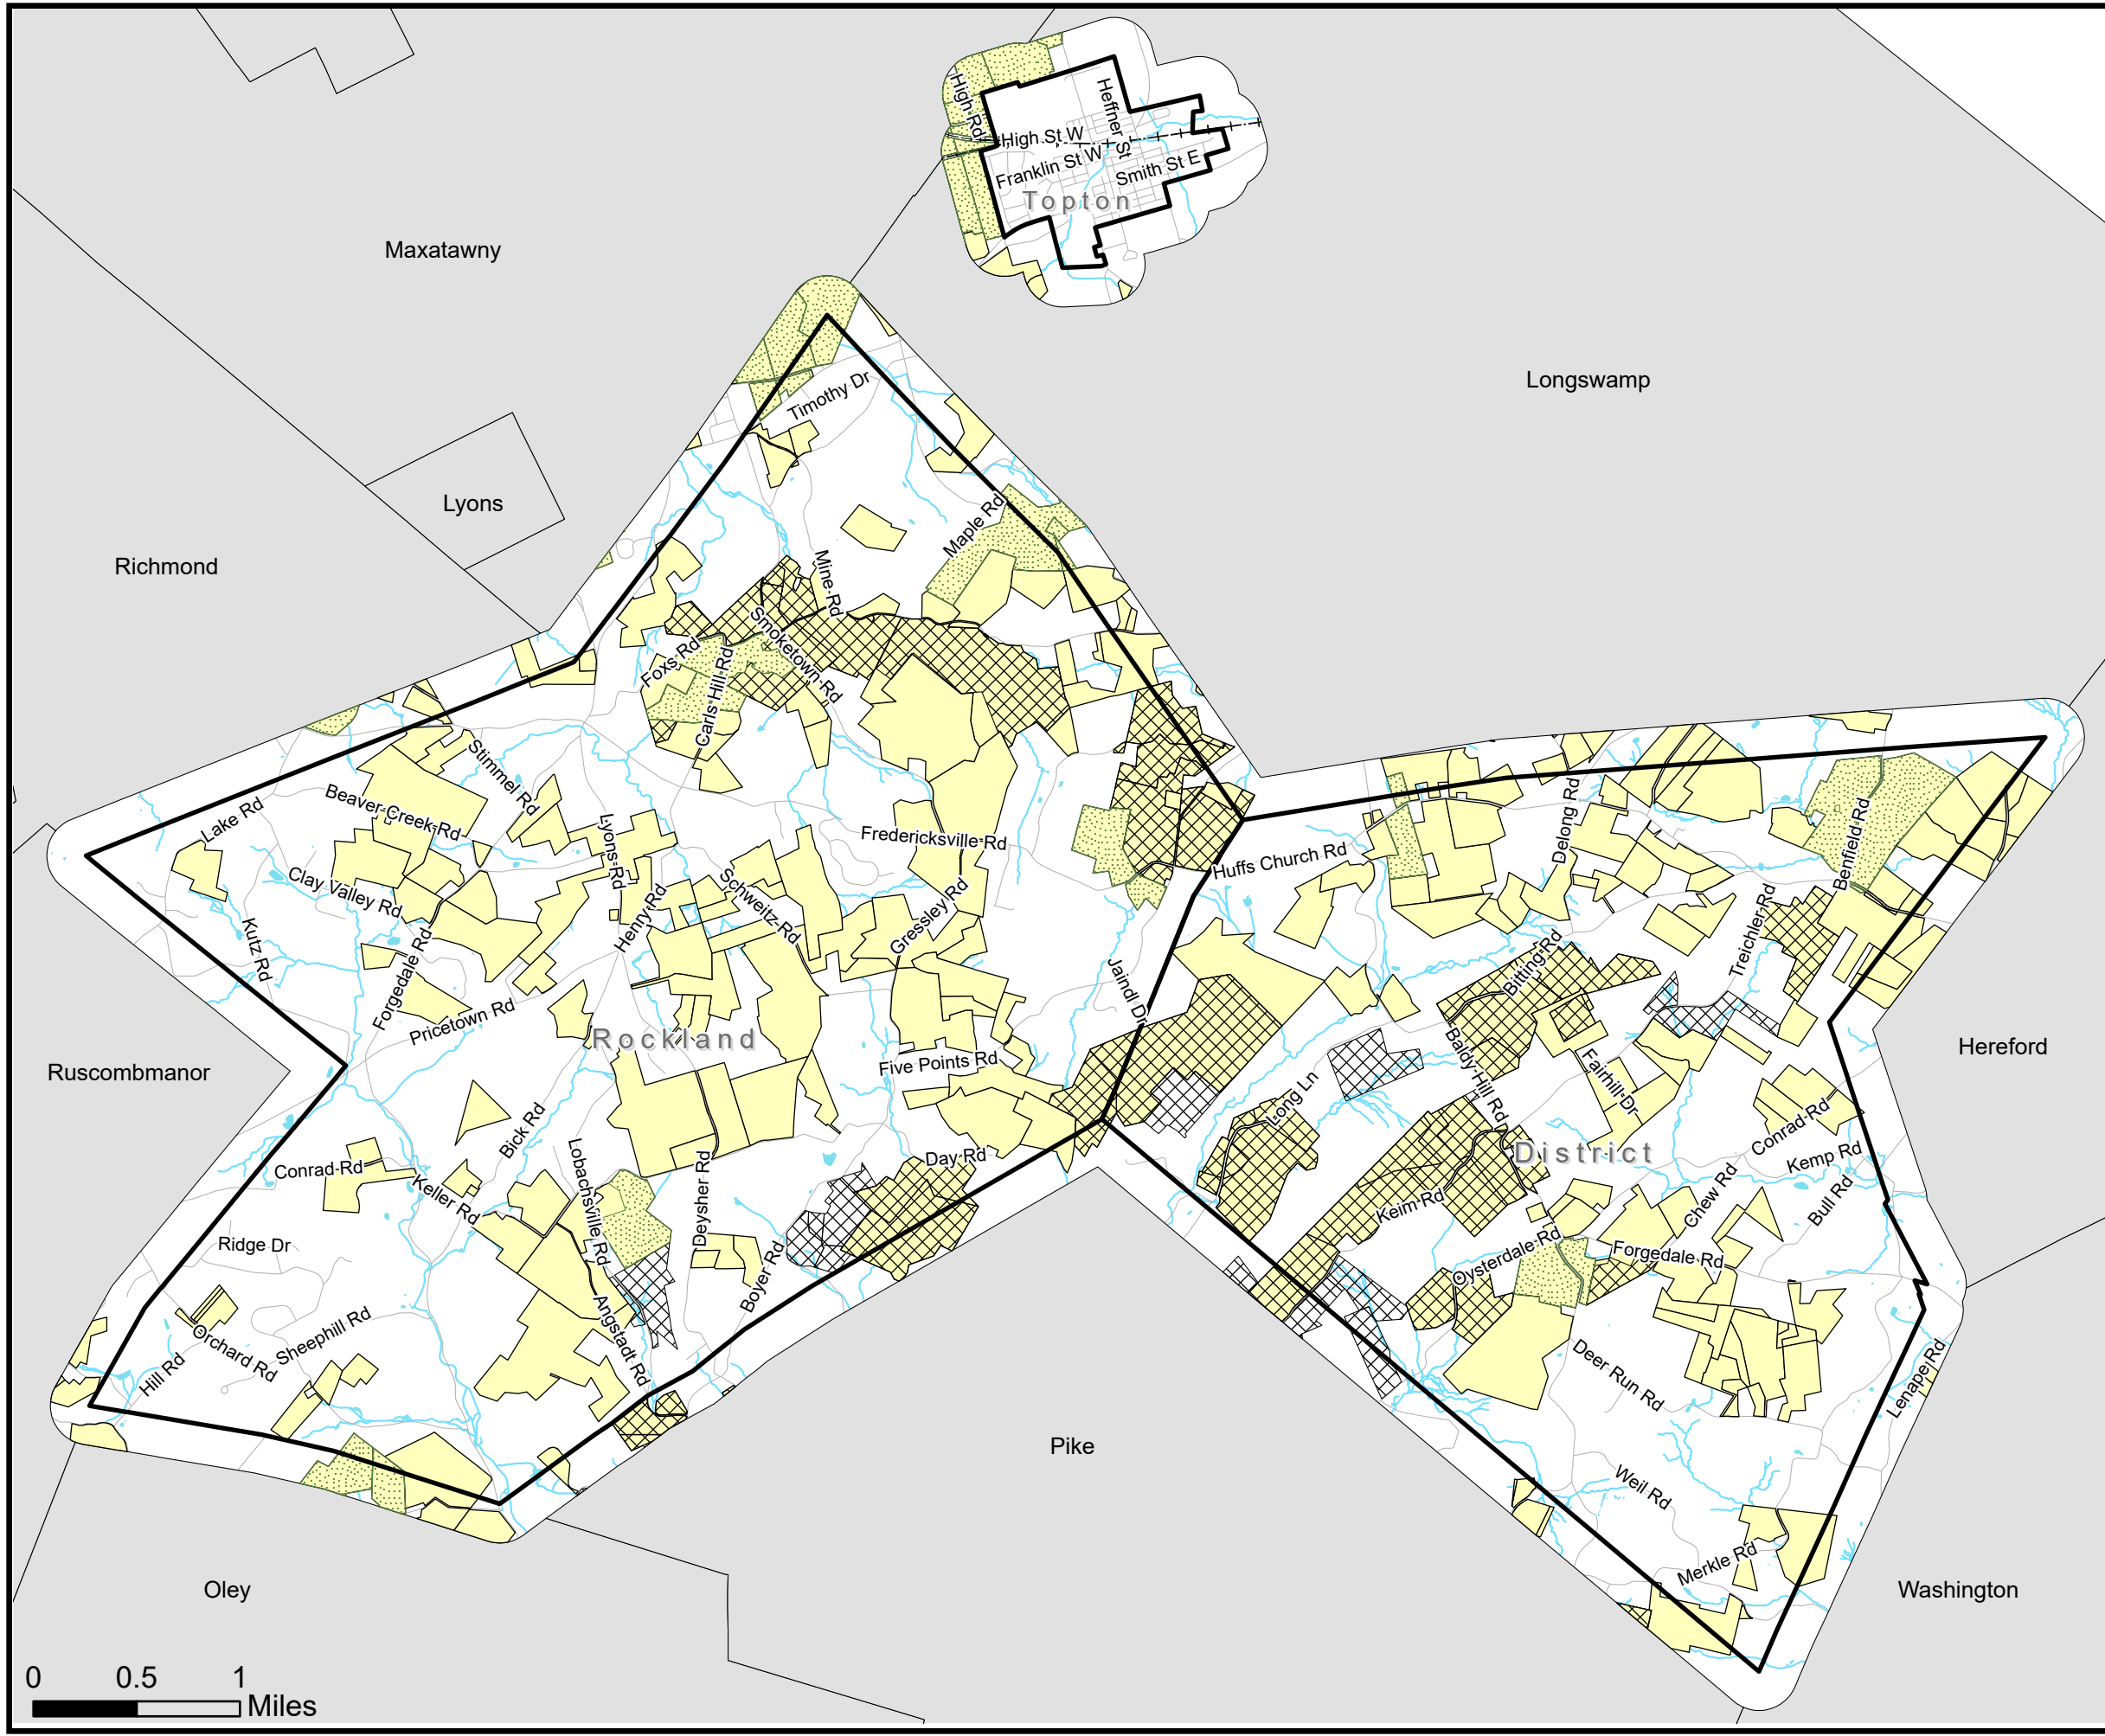 High Rd
Heffner St
High St W
Franklin St W
Smith St E
Topton
Maxatawny
Longswamp
Timothy Dr
Lyons
Maple Rd
Richmond
Mine Rd
Smoketown Rd
Foxs Rd
Carls Hill Rd
Stimmel Rd
Beaver Creek Rd
Lake Rd
Lyons Rd
Fredericksville Rd
Huffs Church Rd
Delong Rd
Benfield Rd
Clay Valley Rd
Schweitz Rd
Gressley Rd
Henry Rd
Kutz Rd
Forgedale Rd
Treichler Rd
Bitting Rd
Jaindl Dr
Pricetown Rd
Rockland
Hereford
Five Points Rd
Ruscombmanor
Baldy Hill Rd
Fairhill Dr
Long Ln
Bick Rd
Conrad Rd
District
Day Rd
Conrad Rd
Kemp Rd
Keller Rd
Lobachsville Rd
Deysher Rd
Keim Rd
Chew Rd
Bull Rd
Ridge Dr
Boyer Rd
Oysterdale Rd
Forgedale Rd
Angstadt Rd
Orchard Rd
Sheephill Rd
Hill Rd
Deer Run Rd
Lenape Rd
Pike
Weil Rd
Merkle Rd
Oley
Washington
0 0.5 1
Miles